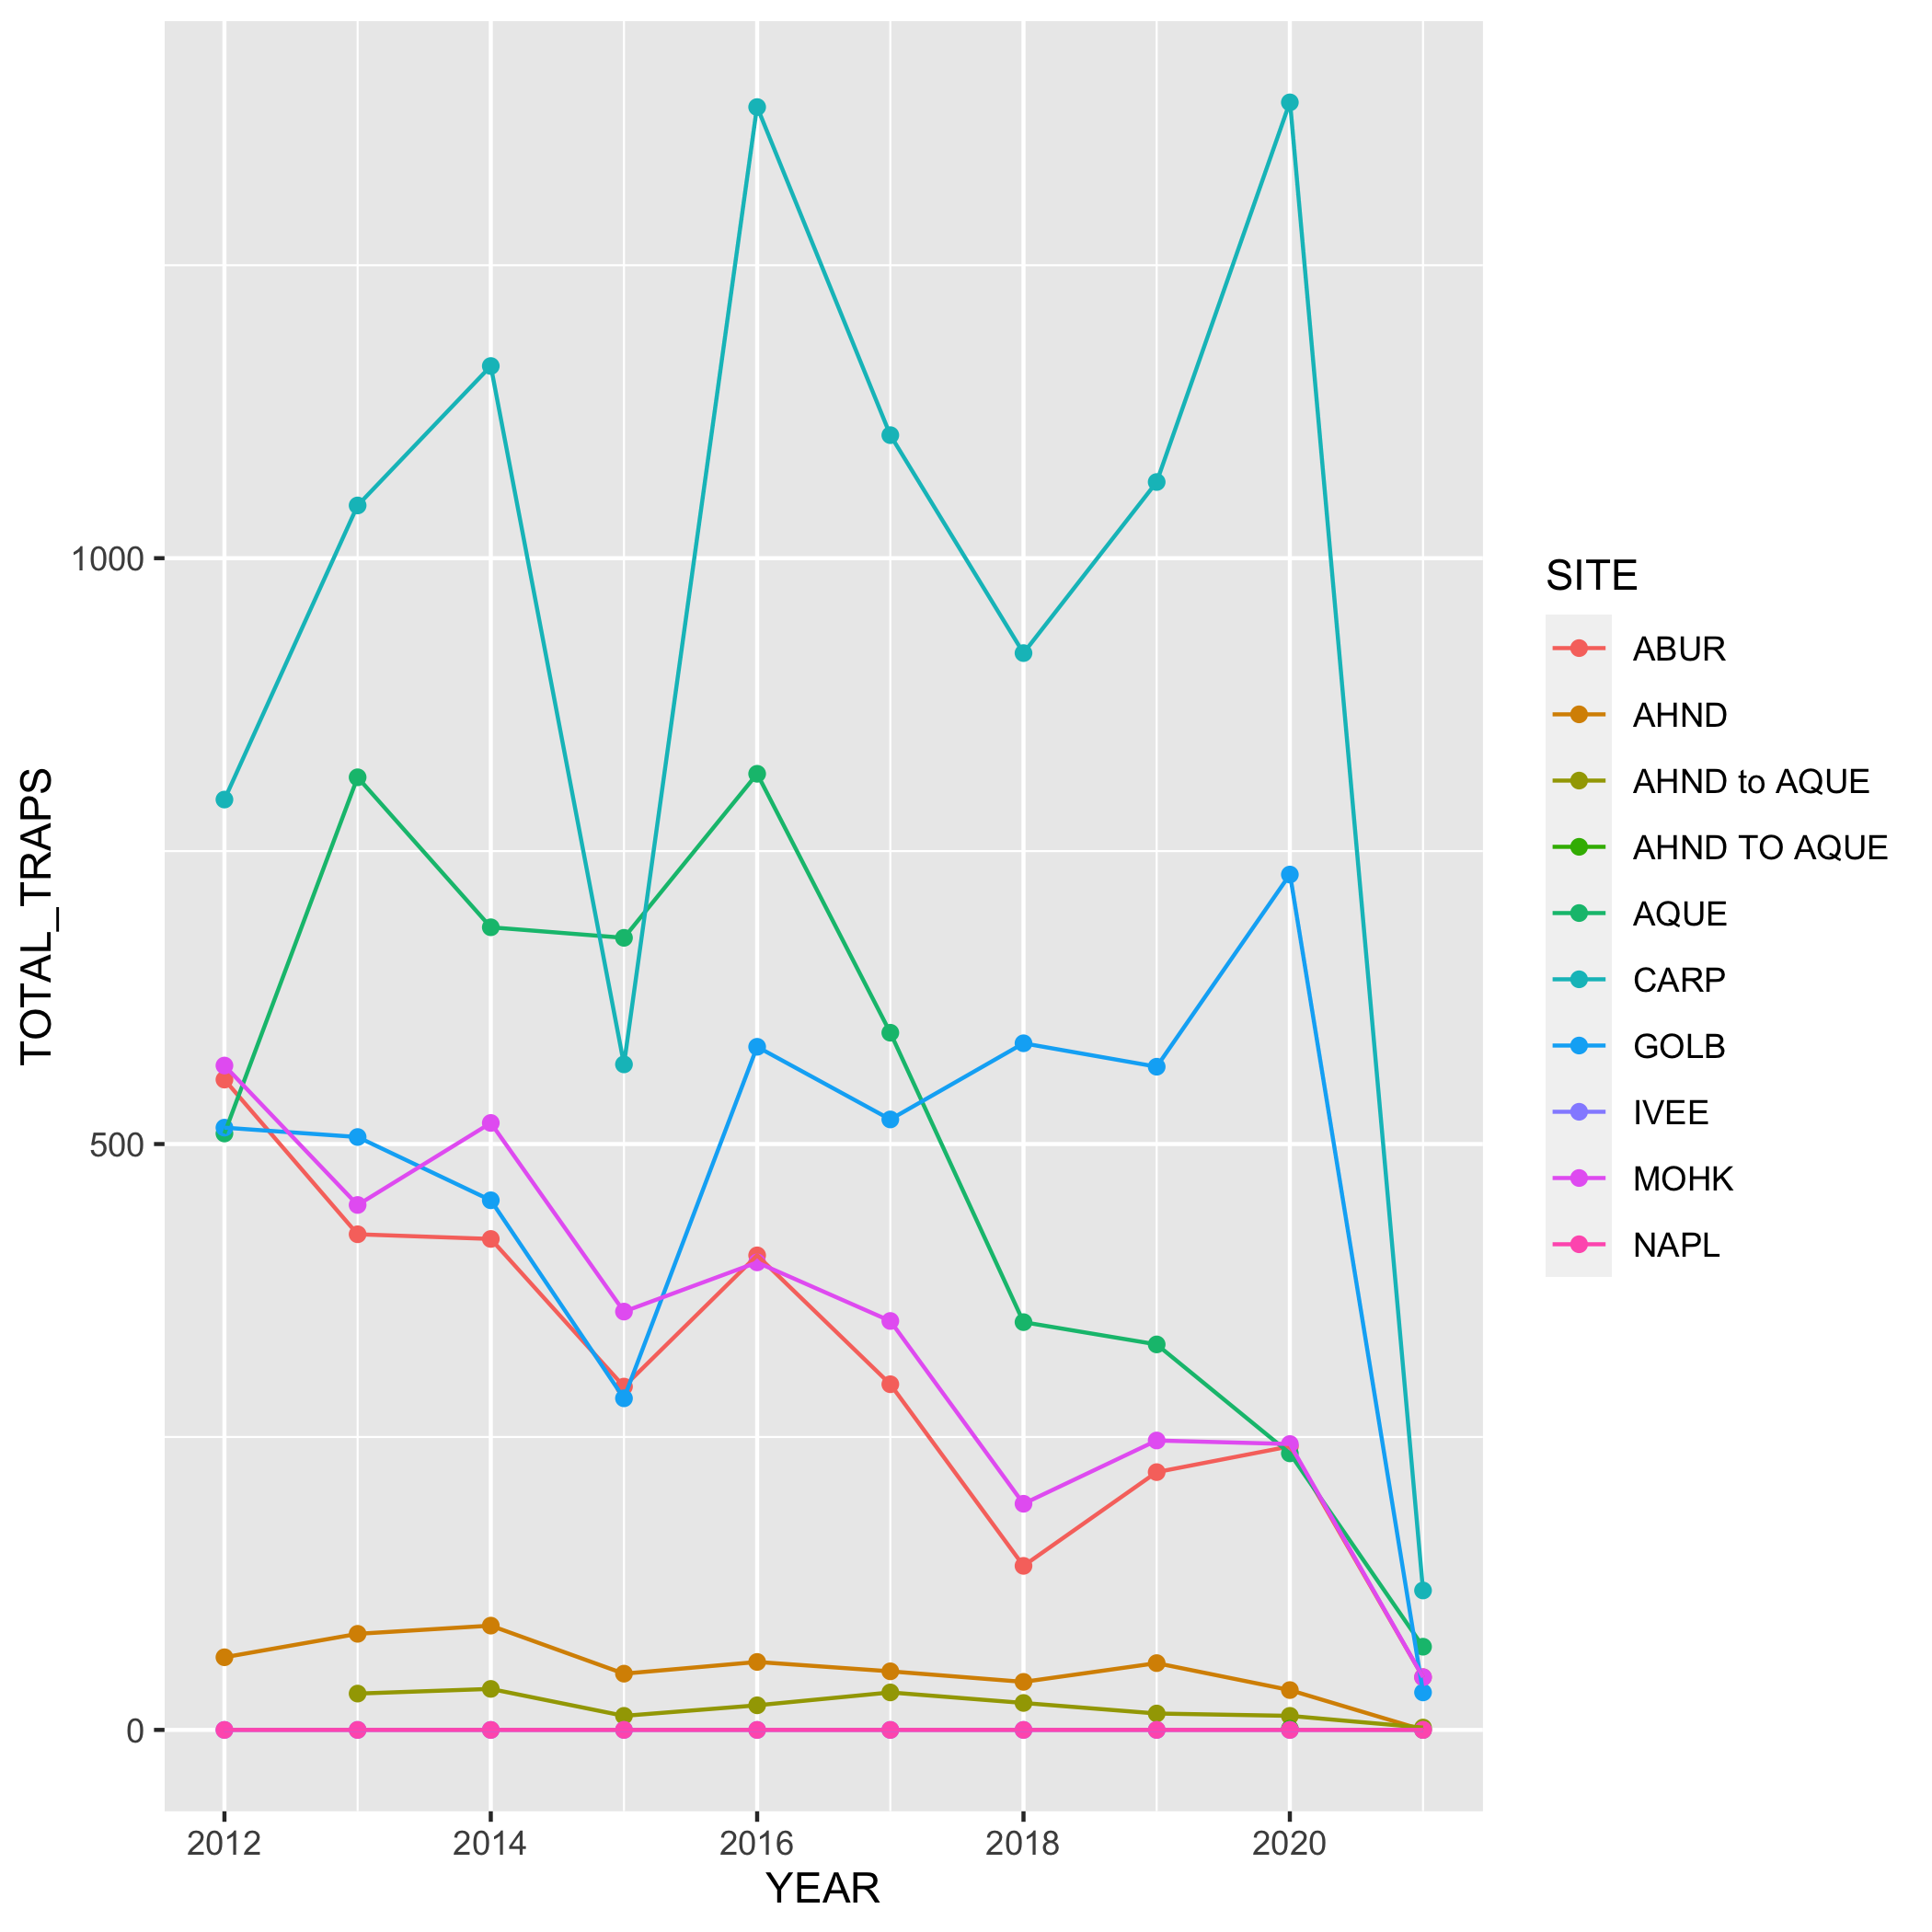 TOTAL_TRAPS
1000
500
0
2012 2014 2016 2018 2020
YEAR
SITE
ABUR
AHND
AHND to AQUE
AHND TO AQUE
AQUE
CARP
GOLB
IVEE
MOHK
NAPL